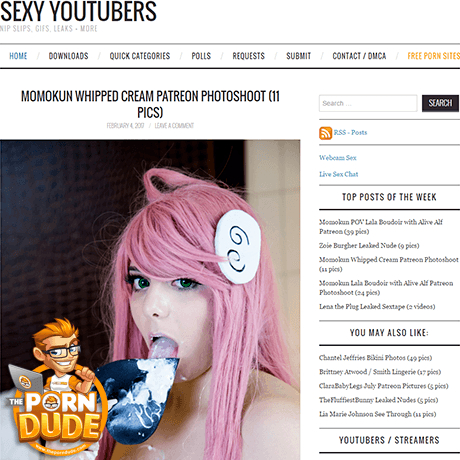 SEXY YOUTUBERS
NIP SLIPS, GIFS, LEAKS - MORE
HOME / DOWNLOADS / QUICK CATEGORIES / POLLS / REQUESTS / SUBMIT / CONTACT / DMCA / FREE PORN SITES
MOMOKUN WHIPPED CREAM PATREON PHOTOSHOOT (11
PICS)
FEBRUARY 4, 2017 / LEAVE A COMMENT
THE
PORN
DUDE
Search ...
SEARCH
RSS - Posts
Webcam Sex
Live Sex Chat
TOP POSTS OF THE WEEK
Momokun POV Lala Boudoir with Alive Alf
Patreon (39 pics)
Zoie Burgher Leaked Nude (9 pics)
Momokun Whipped Cream Patreon Photoshoot
(11 pics)
Momokun Lala Boudoir with Alive Alf Patreon
Photoshoot (24 pics)
Lena the Plug Leaked Sextape (2 videos)
YOU MAY ALSO LIKE:
Chantel Jeffries Bikini Photos (49 pics)
Brittney Atwood / Smith Lingerie (17 pics)
ClaraBabyLegs July Patreon Pictures (5 pics)
TheFluffiestBunny Leaked Nudes (5 pics)
Lia Marie Johnson See Through (11 pics)
YOUTUBERS / STREAMERS